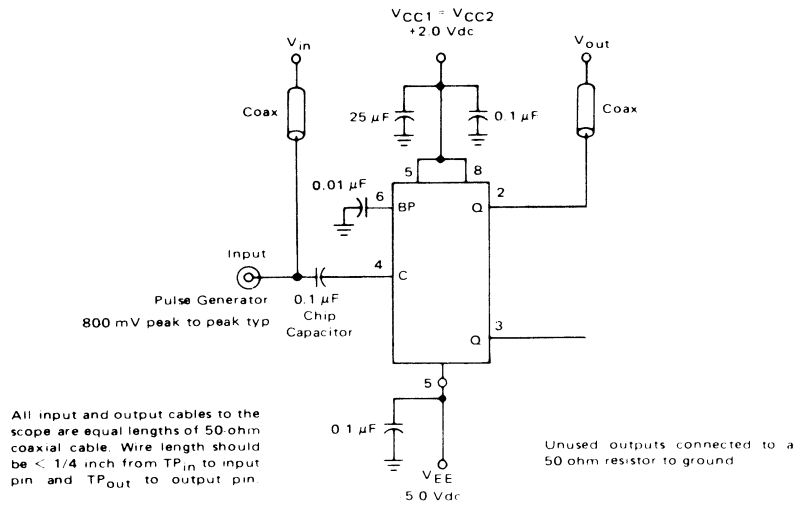 VCC1 = VCC2
+2.0 Vdc
Vin
Vout
Coax
25 µF
0.1 µF
Coax
5
8
0.01 µF
6
BP
2
Q
Input
4
C
Pulse Generator
800 mV peak to peak typ
0.1 µF
Chip
Capacitor
3
Q
5
0.1 µF
VEE
5.0 Vdc
All input and output cables to the
scope are equal lengths of 50-ohm
coaxial cable. Wire length should
be < 1/4 inch from TPin to input
pin and TPout to output pin.
Unused outputs connected to a
50 ohm resistor to ground